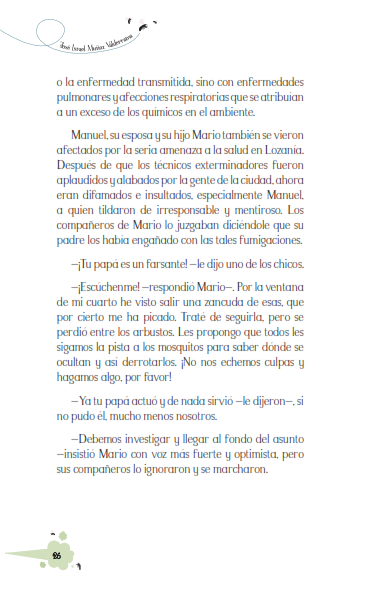 José Israel Muñoz Valderrama
o la enfermedad transmitida, sino con enfermedades
pulmonares y afecciones respiratorias que se atribuían
a un exceso de los químicos en el ambiente.
Manuel, su esposa y su hijo Mario también se vieron
afectados por la seria amenaza a la salud en Lozanía.
Después de que los técnicos exterminadores fueron
aplaudidos y alabados por la gente de la ciudad, ahora
eran difamados e insultados, especialmente Manuel,
a quien tildaron de irresponsable y mentiroso. Los
compañeros de Mario lo juzgaban diciéndole que su
padre los había engañado con las tales fumigaciones.
—¡Tu papá es un farsante! —le dijo uno de los chicos.
—¡Escúchenme! —respondió Mario—. Por la ventana
de mi cuarto he visto salir una zancuda de esas, que
por cierto me ha picado. Traté de seguirla, pero se
perdió entre los arbustos. Les propongo que todos les
sigamos la pista a los mosquitos para saber dónde se
ocultan y así derrotarlos. ¡No nos echemos culpas y
hagamos algo, por favor!
—Ya tu papá actuó y de nada sirvió —le dijeron—, si
no pudo él, mucho menos nosotros.
—Debemos investigar y llegar al fondo del asunto
—insistió Mario con voz más fuerte y optimista, pero
sus compañeros lo ignoraron y se marcharon.
26